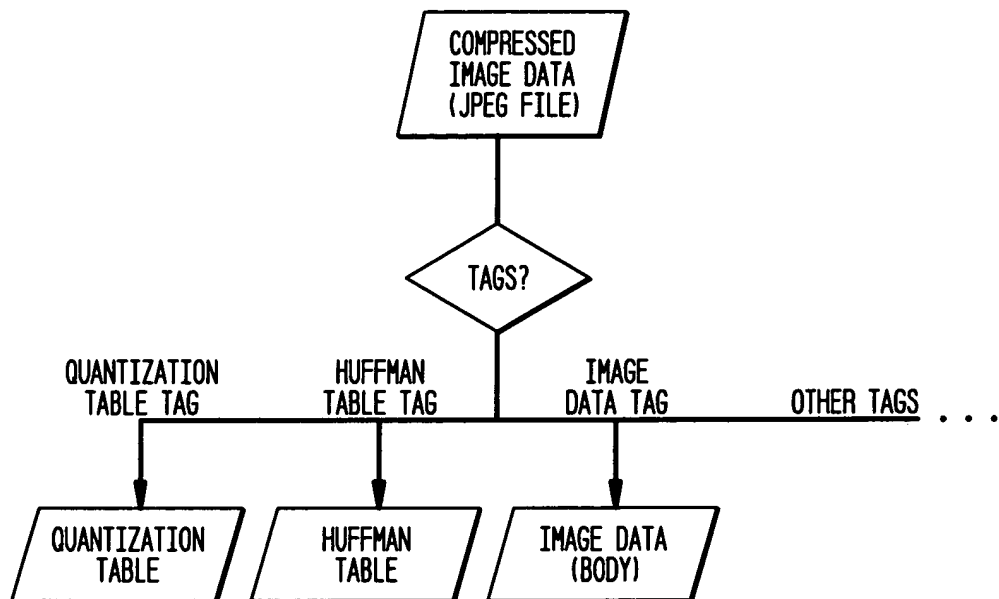 COMPRESSED
IMAGE DATA
(JPEG FILE)
TAGS?
QUANTIZATION
TABLE TAG
HUFFMAN
TABLE TAG
IMAGE
DATA TAG
OTHER TAGS . . .
QUANTIZATION
TABLE
HUFFMAN
TABLE
IMAGE DATA
(BODY)